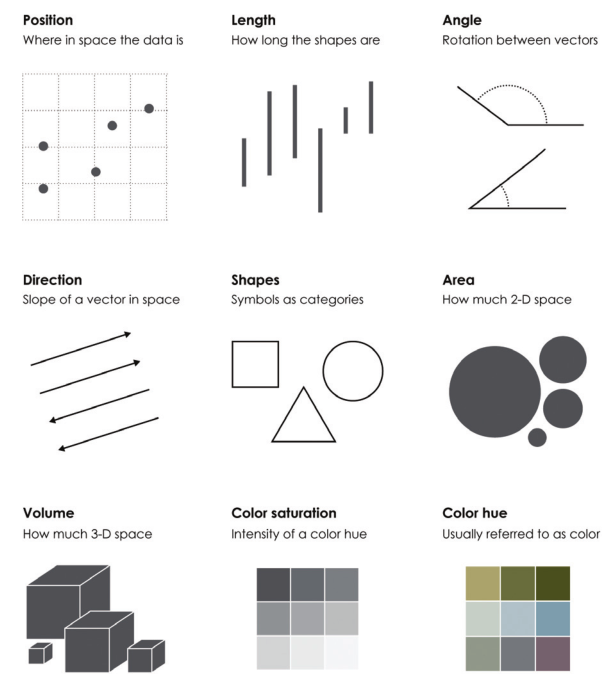 Position
Where in space the data is
Length
How long the shapes are
Angle
Rotation between vectors
Direction
Slope of a vector in space
Shapes
Symbols as categories
Area
How much 2-D space
Volume
How much 3-D space
Color saturation
Intensity of a color hue
Color hue
Usually referred to as color